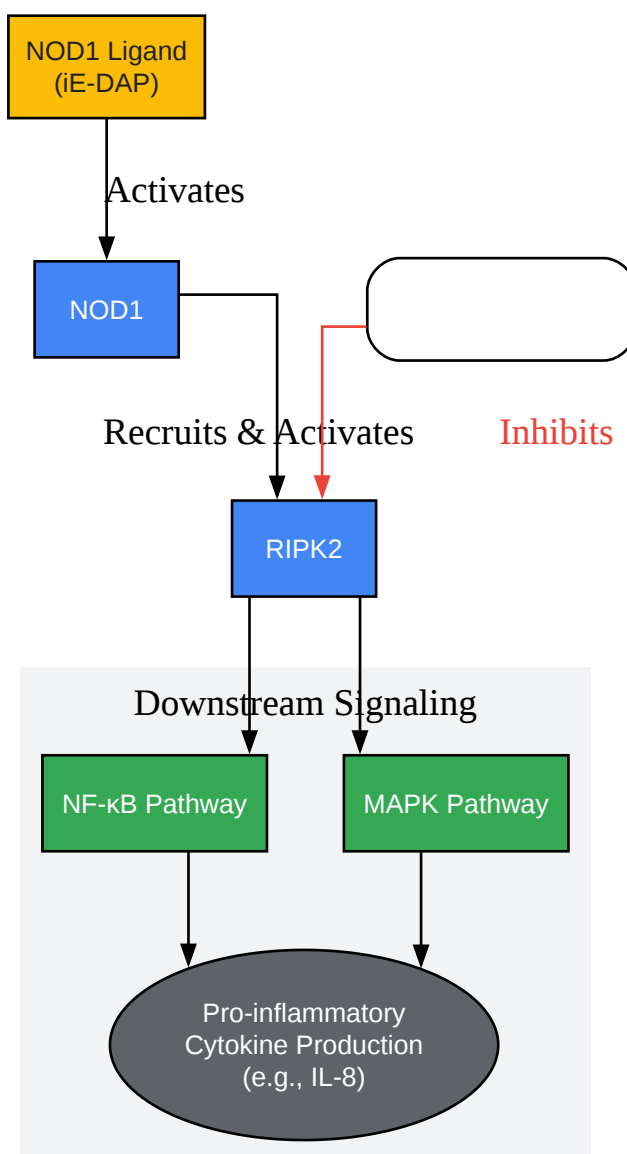 NOD1 Ligand
(iE-DAP)
Activates
NOD1
Recruits & Activates
Inhibits
RIPK2
Downstream Signaling
NF-κB Pathway
MAPK Pathway
Pro-inflammatory
Cytokine Production
(e.g., IL-8)